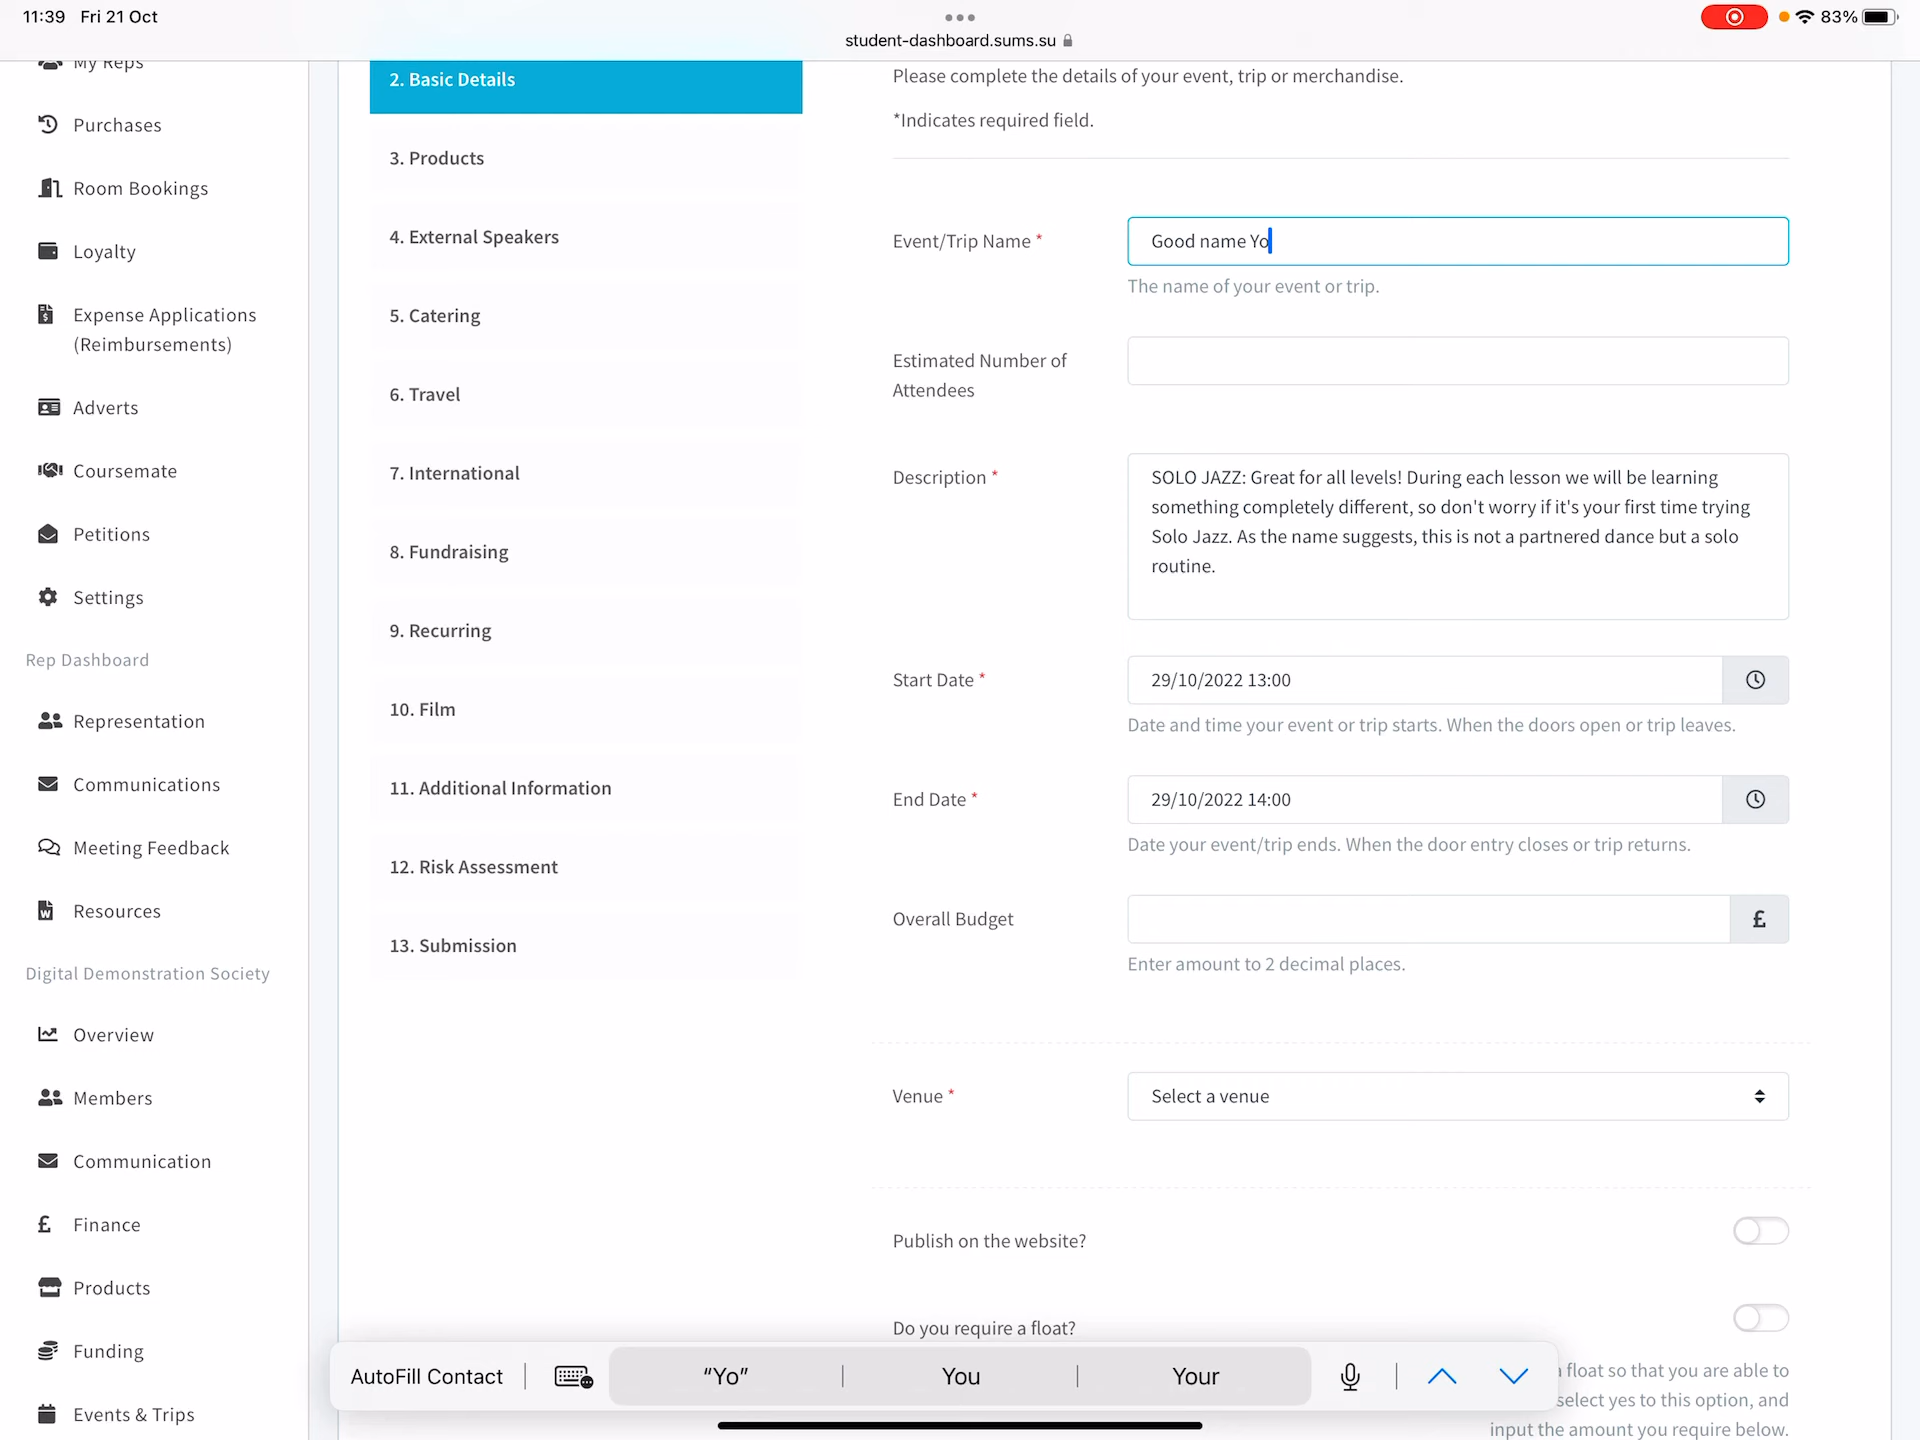 11:39 Fri 21 Oct
83%
student-dashboard.sums.su
My Reps
Purchases
Room Bookings
Loyalty
Expense Applications
(Reimbursements)
Adverts
Coursemate
Petitions
Settings
Rep Dashboard
Representation
Communications
Meeting Feedback
Resources
Digital Demonstration Society
Overview
Members
Communication
Finance
Products
Funding
Events & Trips
2. Basic Details
3. Products
4. External Speakers
5. Catering
6. Travel
7. International
8. Fundraising
9. Recurring
10. Film
11. Additional Information
12. Risk Assessment
13. Submission
Please complete the details of your event, trip or merchandise.
*Indicates required field.
Event/Trip Name *
Good name Yo
The name of your event or trip.
Estimated Number of
Attendees
Description *
SOLO JAZZ: Great for all levels! During each lesson we will be learning
something completely different, so don't worry if it's your first time trying
Solo Jazz. As the name suggests, this is not a partnered dance but a solo
routine.
Start Date *
29/10/2022 13:00
Date and time your event or trip starts. When the doors open or trip leaves.
End Date *
29/10/2022 14:00
Date your event/trip ends. When the door entry closes or trip returns.
Overall Budget
£
Enter amount to 2 decimal places.
Venue *
Select a venue
Publish on the website?
Do you require a float?
float so that you are able to
select yes to this option, and
input the amount you require below.
AutoFill Contact
“Yo”
You
Your